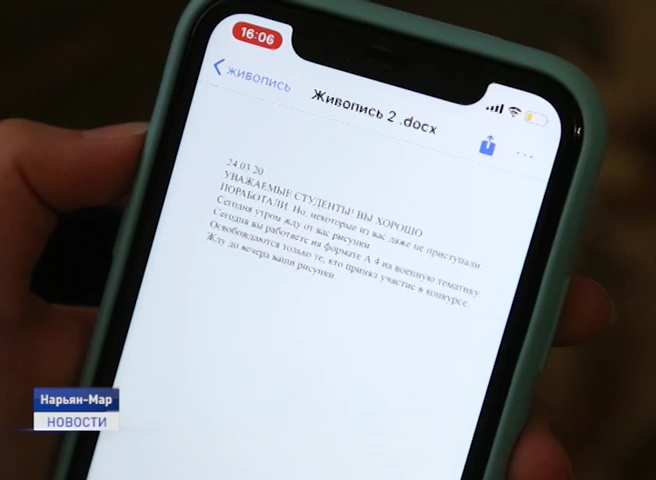 16:06
живопись
Живопись 2 .docx
24.03.20
УВАЖАЕМЫЕ СТУДЕНТЫ! ВЫ ХОРОШО
ПОРАБОТАЛИ. Но, некоторые из вас даже не приступали.
Сегодня утром жду от вас рисунки
Сегодня вы работаете на формате А 4 на военную тематику.
Освобождаются только те, кто принял участие в конкурсе.
Жду до вечера ваши рисунки
Нарьян-Мар
НОВОСТИ